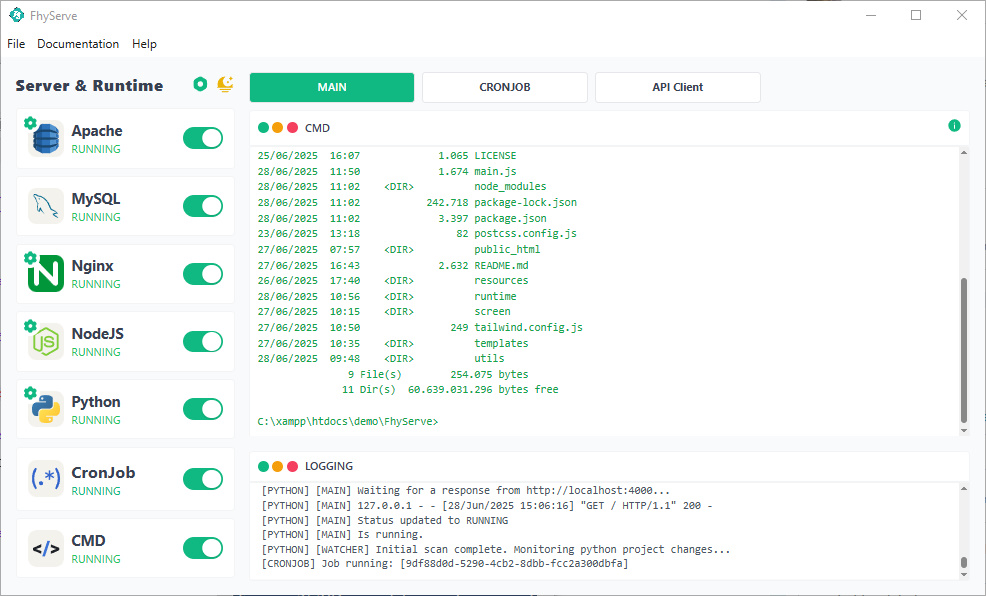 FhyServe
File Documentation Help
Server & Runtime
Apache
RUNNING
MySQL
RUNNING
Nginx
RUNNING
NodeJS
RUNNING
Python
RUNNING
(.*) CronJob
RUNNING
</> CMD
RUNNING
MAIN CRONJOB API Client
CMD
25/06/2025 16:07 1.065 LICENSE
28/06/2025 11:50 1.674 main.js
28/06/2025 11:02 <DIR> node_modules
28/06/2025 11:02 242.718 package-lock.json
28/06/2025 11:02 3.397 package.json
23/06/2025 13:18 82 postcss.config.js
27/06/2025 07:57 <DIR> public_html
27/06/2025 16:43 2.632 README.md
26/06/2025 17:40 <DIR> resources
28/06/2025 10:56 <DIR> runtime
27/06/2025 10:15 <DIR> screen
27/06/2025 10:50 249 tailwind.config.js
27/06/2025 10:35 <DIR> templates
28/06/2025 09:48 <DIR> utils
9 File(s) 254.075 bytes
11 Dir(s) 60.639.031.296 bytes free
C:\xampp\htdocs\demo\FhyServe>
LOGGING
[PYTHON] [MAIN] Waiting for a response from http://localhost:4000...
[PYTHON] [MAIN] 127.0.0.1 - - [28/Jun/2025 15:06:16] "GET / HTTP/1.1" 200 -
[PYTHON] [MAIN] Status updated to RUNNING
[PYTHON] [MAIN] Is running.
[PYTHON] [WATCHER] Initial scan complete. Monitoring python project changes...
[CRONJOB] Job running: [9df88d0d-5290-4cb2-8dbb-fcc2a300dbfa]